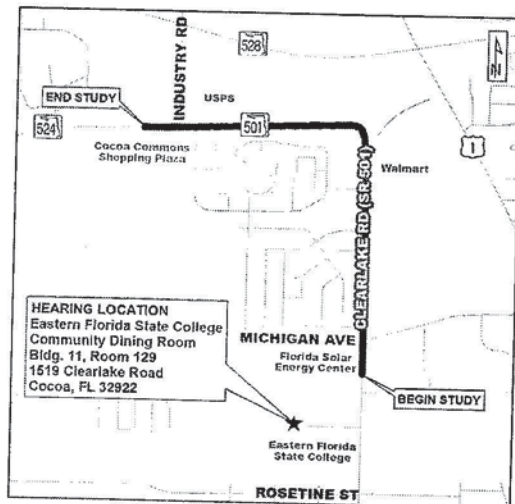 INDUSTRY RD
528
N
END STUDY
USPS
524
501
1
Cocoa Commons
Shopping Plaza
Walmart
CLEARLAKE RD (SR 501)
HEARING LOCATION
Eastern Florida State College
Community Dining Room
Bldg. 11, Room 129
1519 Clearlake Road
Cocoa, FL 32922
MICHIGAN AVE
Florida Solar
Energy Center
BEGIN STUDY
Eastern Florida
State College
ROSETINE ST